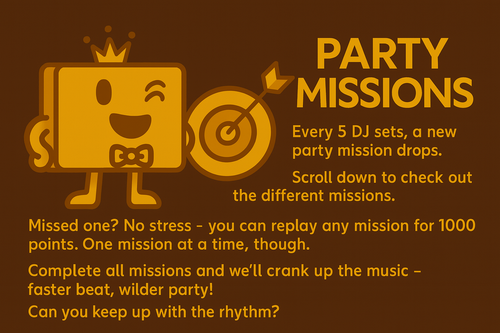 PARTY
MISSIONS
Every 5 DJ sets, a new
party mission drops.
Scroll down to check out
the different missions.
Missed one? No stress - you can replay any mission for 1000
points. One mission at a time, though.
Complete all missions and we'll crank up the music –
faster beat, wilder party!
Can you keep up with the rhythm?